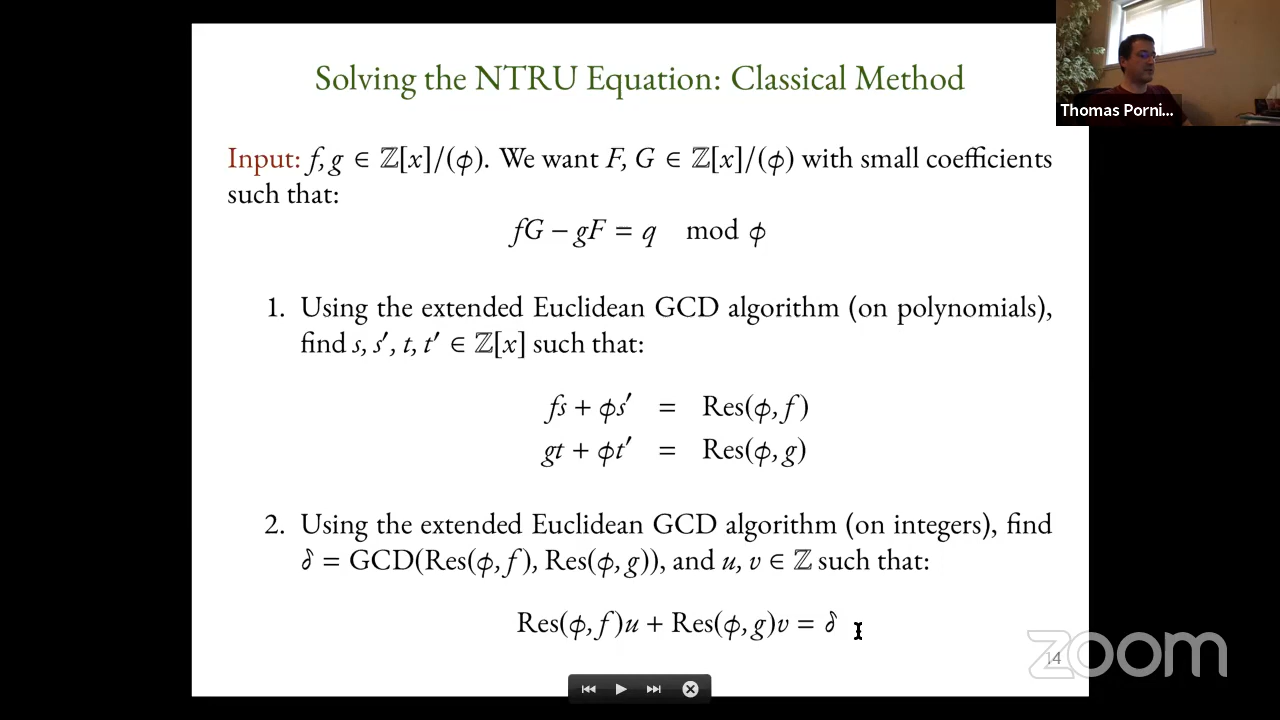 Solving the NTRU Equation: Classical Method
Thomas Porni...
Input: f, g ∈ ℤ[x]/(ϕ). We want F, G ∈ ℤ[x]/(ϕ) with small coefficients
such that:
fG − gF = q mod ϕ
1. Using the extended Euclidean GCD algorithm (on polynomials),
find s, s′, t, t′ ∈ ℤ[x] such that:
fs + ϕs′ = Res(ϕ, f)
gt + ϕt′ = Res(ϕ, g)
2. Using the extended Euclidean GCD algorithm (on integers), find
δ = GCD(Res(ϕ, f), Res(ϕ, g)), and u, v ∈ ℤ such that:
Res(ϕ, f)u + Res(ϕ, g)v = δ
14
zoom